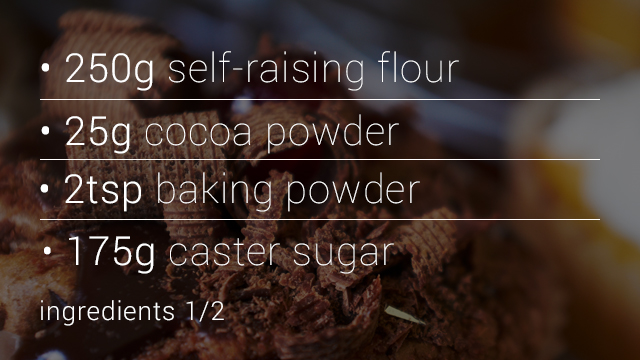 • 250g self-raising flour
• 25g cocoa powder
• 2tsp baking powder
• 175g caster sugar
ingredients 1/2